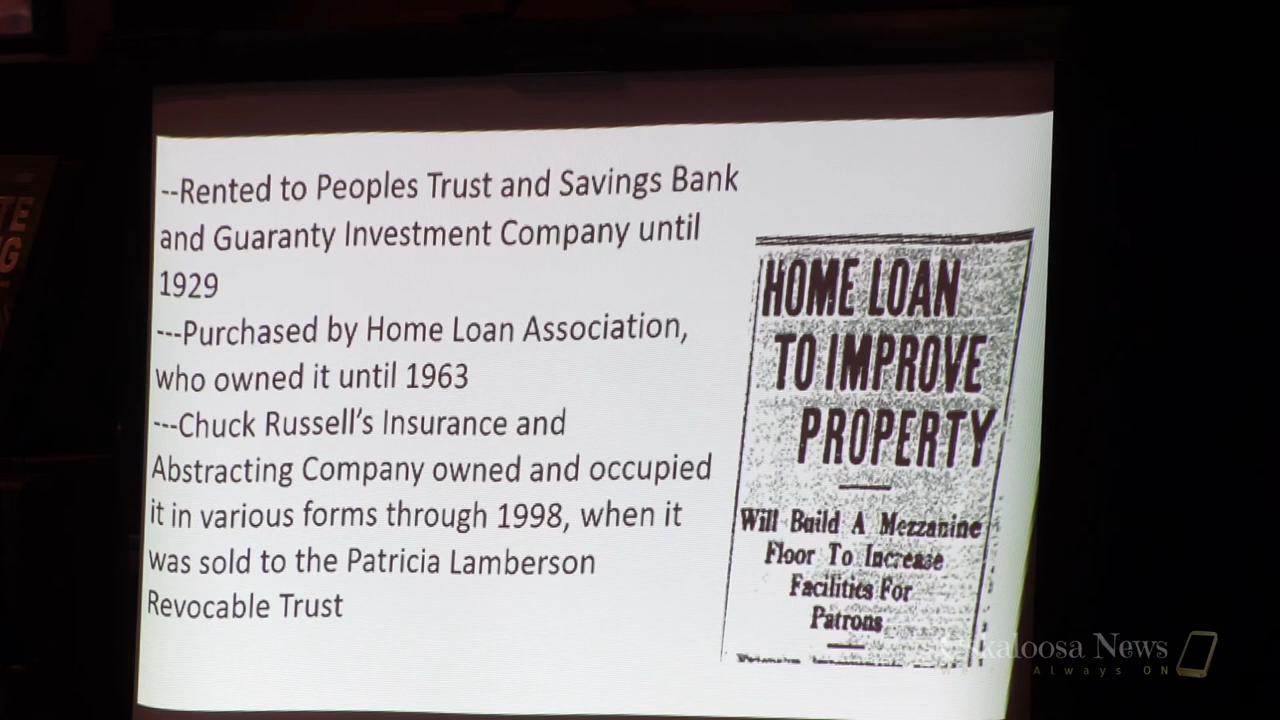 --Rented to Peoples Trust and Savings Bank
and Guaranty Investment Company until
1929
---Purchased by Home Loan Association,
who owned it until 1963
---Chuck Russell's Insurance and
Abstracting Company owned and occupied
it in various forms through 1998, when it
was sold to the Patricia Lamberson
Revocable Trust
HOME LOAN
TO IMPROVE
PROPERTY
Will Build A Mezzanine
Floor To Increase
Facilities For
Patrons
Oskaloosa News
Always ON